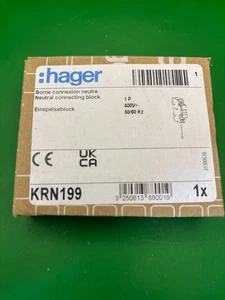 :hager
1
Borne connexion neutre
Neutral connecting block
Einspeiseblock
1 P
400V~
50/60 Hz
CE
UK
CA
KRN199
3 250613 880019
1x